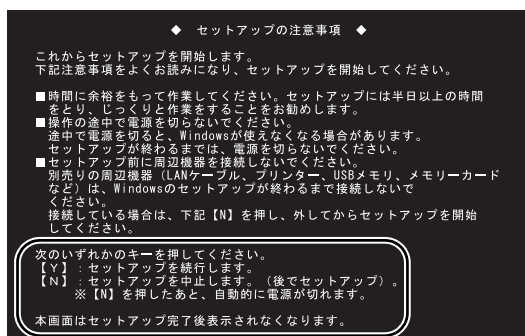 ◆ セットアップの注意事項 ◆
これからセットアップを開始します。
下記注意事項をよくお読みになり、セットアップを開始してください。
■時間に余裕をもって作業してください。セットアップには半日以上の時間
をとり、じっくりと作業をすることをお勧めします。
■操作の途中で電源を切らないでください。
途中で電源を切ると、Windowsが使えなくなる場合があります。
セットアップが終わるまでは、電源を切らないでください。
■セットアップ前に周辺機器を接続しないでください。
別売りの周辺機器（LANケーブル、プリンター、USBメモリ、メモリーカード
など）は、Windowsのセットアップが終わるまで接続しないで
ください。
接続している場合は、下記【N】を押し、外してからセットアップを開始
してください。
次のいずれかのキーを押してください。
【Y】：セットアップを続行します。
【N】：セットアップを中止します。（後でセットアップ）。
※【N】を押したあと、自動的に電源が切れます。
本画面はセットアップ完了後表示されなくなります。